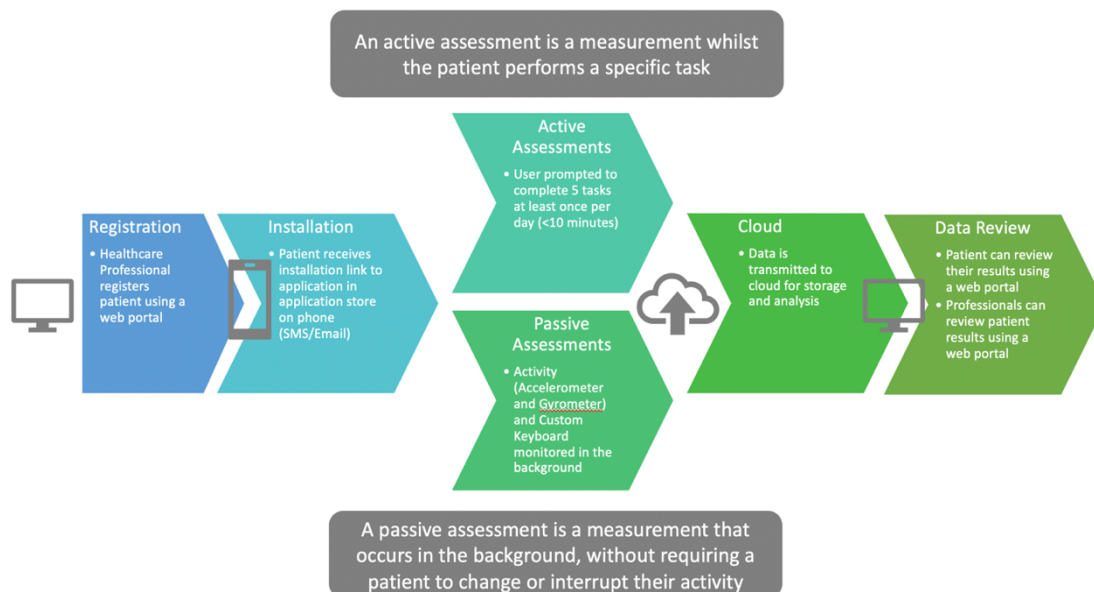 An active assessment is a measurement whilst
the patient performs a specific task
Registration
• Healthcare
Professional
registers
patient using a
web portal
Installation
• Patient receives
installation link to
application in
application store
on phone
(SMS/Email)
Active
Assessments
• User prompted to
complete 5 tasks
at least once per
day (<10 minutes)
Passive
Assessments
• Activity
(Accelerometer
and Gyrometer)
and Custom
Keyboard
monitored in the
background
Cloud
• Data is
transmitted to
cloud for storage
and analysis
Data Review
• Patient can review
their results using
a web portal
• Professionals can
review patient
results using a
web portal
A passive assessment is a measurement that
occurs in the background, without requiring a
patient to change or interrupt their activity